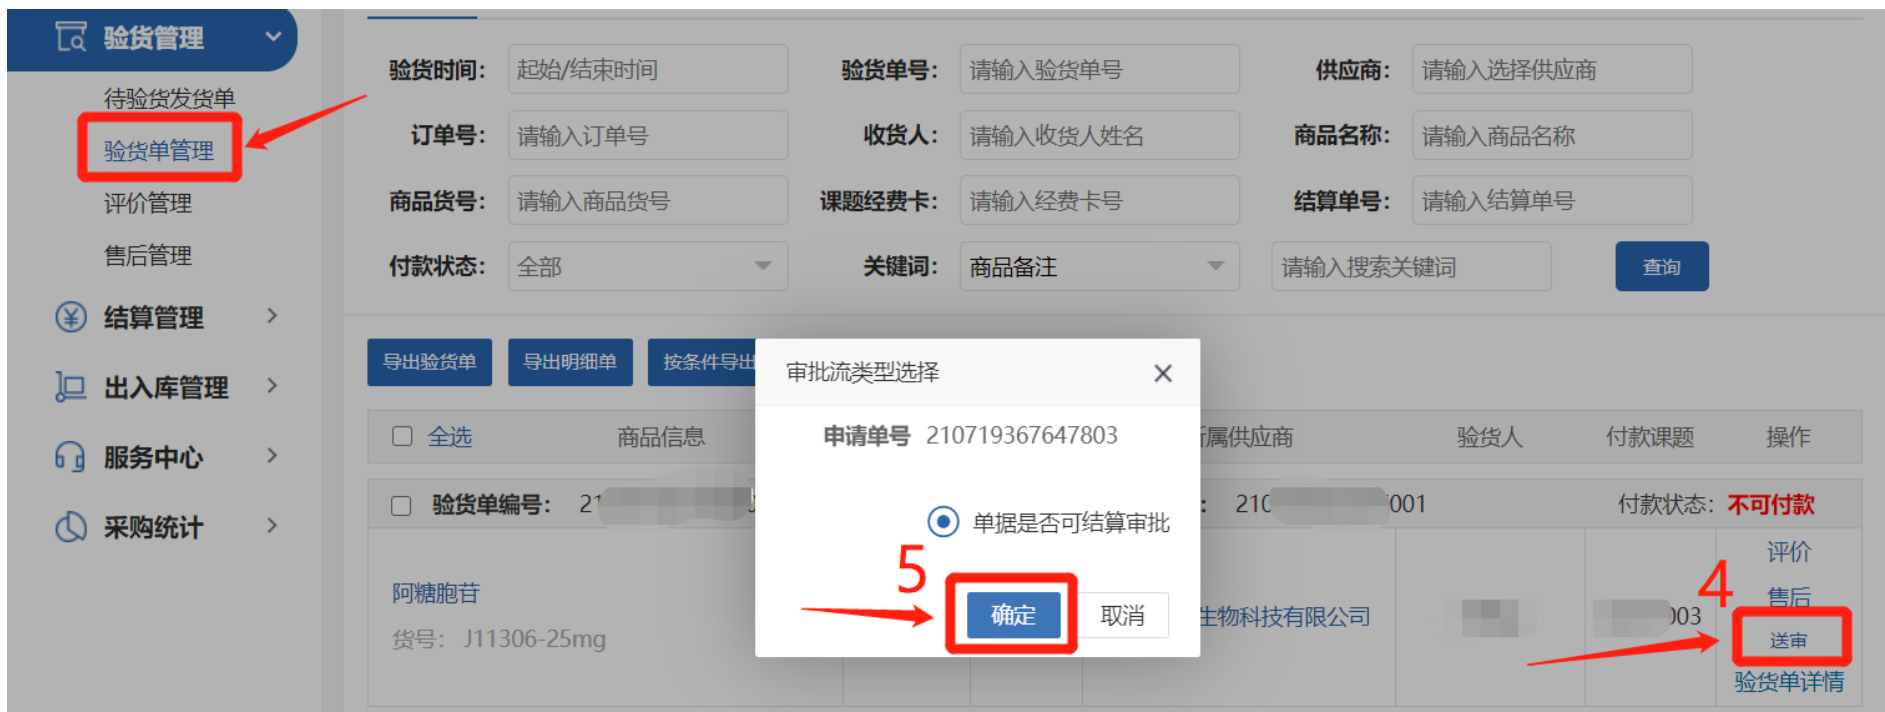 验货管理
待验货发货单
验货单管理
评价管理
售后管理
结算管理
出入库管理
服务中心
采购统计
验货时间： 起始/结束时间 验货单号： 请输入验货单号 供应商： 请输入选择供应商
订单号： 请输入订单号 收货人： 请输入收货人姓名 商品名称： 请输入商品名称
商品货号： 请输入商品货号 课题经费卡： 请输入经费卡号 结算单号： 请输入结算单号
付款状态： 全部 关键词： 商品备注 请输入搜索关键词 查询
导出验货单 导出明细单 按条件导出
全选 商品信息 属供应商 验货人 付款课题 操作
验货单编号： 21 ： 210 001 付款状态： 不可付款
阿糖胞苷
货号： J11306-25mg
生物科技有限公司
003
评价
售后
4
送审
验货单详情
审批流类型选择
申请单号 210719367647803
单据是否可结算审批
5
确定 取消